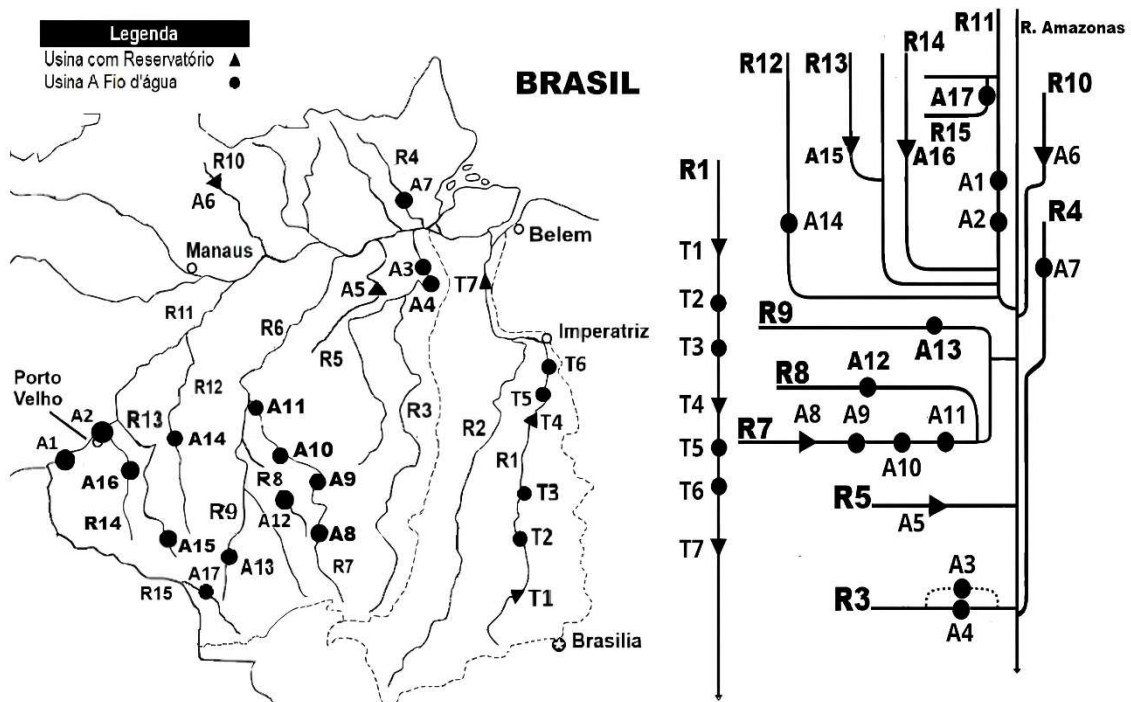 Legenda
Usina com Reservatório
Usina A Fio d'água
BRASIL
R10
A6
R4
A7
Manaus
Belem
A3
A4
A5
T7
R11
R6
R5
Imperatriz
T6
T5
T4
Porto
Velho
A2
A1
R13
R12
A14
A11
A10
A9
R3
R2
R1
T3
T2
T1
A16
R14
R8
A12
A8
R7
R9
A13
A15
A17
R15
Brasilia
R11
R. Amazonas
R14
R12
R13
R10
A17
R15
A15
A16
A6
A1
A2
A14
R4
A7
R1
T1
T2
T3
T4
T5
T6
T7
R9
A13
A12
R8
A8
A9
A11
R7
A10
R5
A5
A3
R3
A4